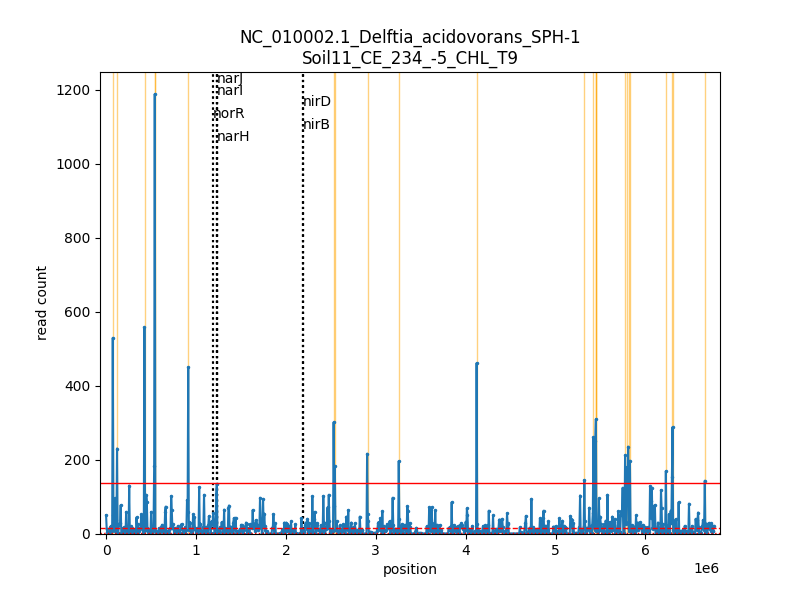 NC_010002.1_Delftia_acidovorans_SPH-1
Soil11_CE_234_-5_CHL_T9
narJ
narI
norR
narH
nirD
nirB
1200
1000
800
600
400
200
0
read count
0 1 2 3 4 5 6
1e6
position